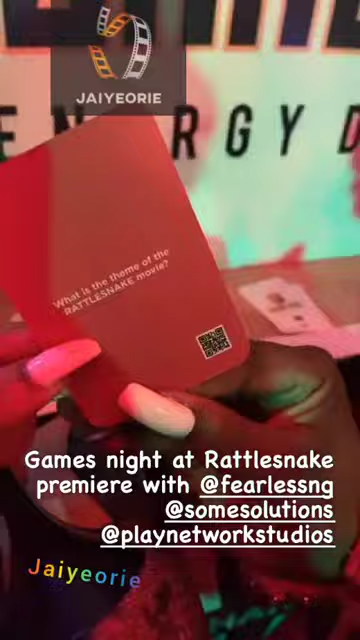 JAIYEORIE
ENERGY D
What is the theme of the
RATTLESNAKE movie?
Games night at Rattlesnake
premiere with @fearlessng
@somesolutions
@playnetworkstudios
Jaiyeorie